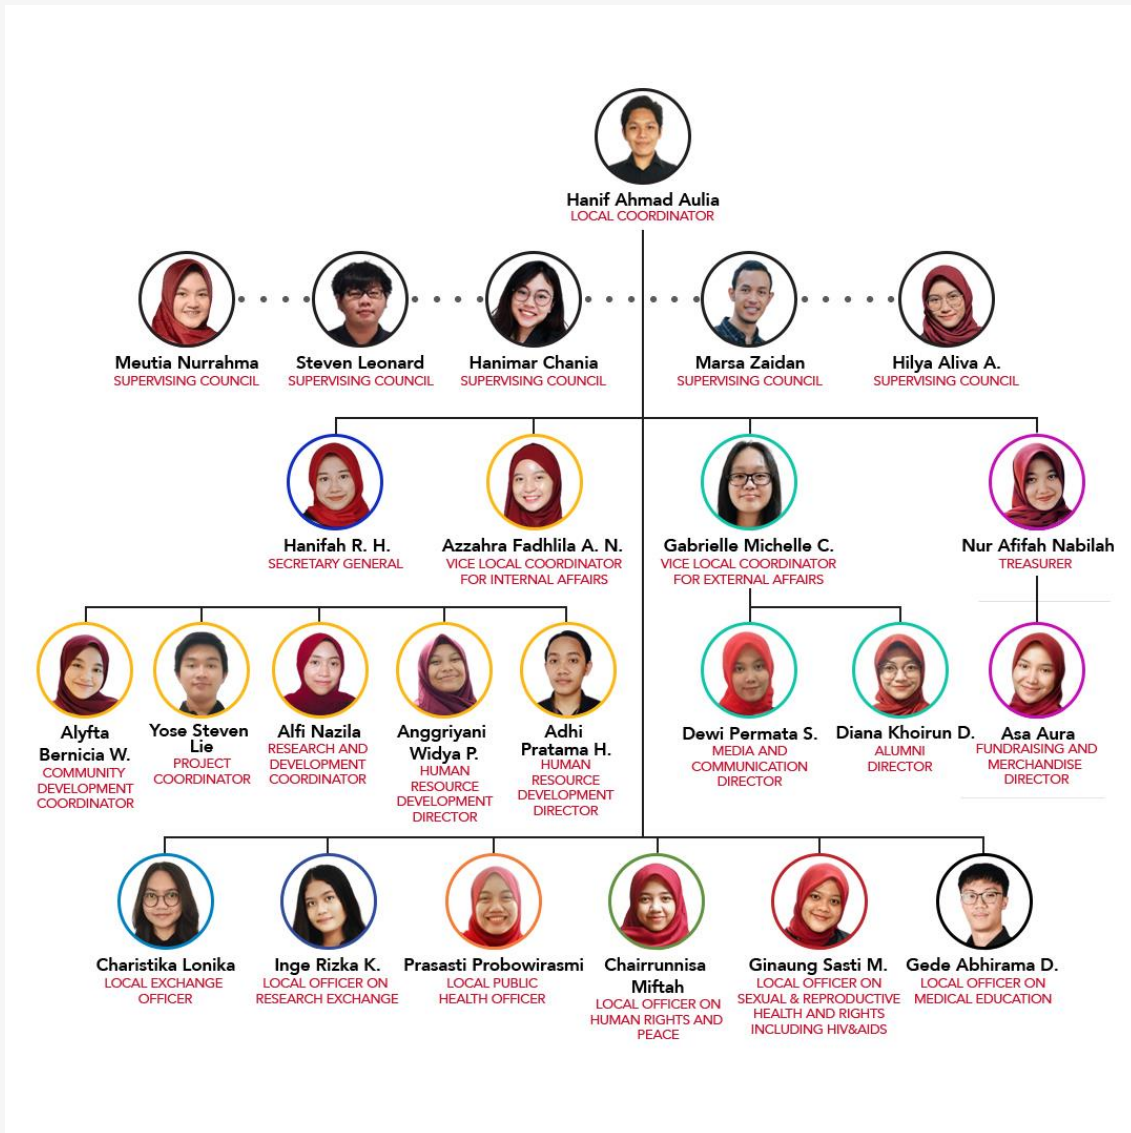 Hanif Ahmad Aulia
LOCAL COORDINATOR
Meutia Nurrahma
SUPERVISING COUNCIL
Steven Leonard
SUPERVISING COUNCIL
Hanimar Chania
SUPERVISING COUNCIL
Marsa Zaidan
SUPERVISING COUNCIL
Hilya Aliva A.
SUPERVISING COUNCIL
Hanifah R. H.
SECRETARY GENERAL
Azzahra Fadhlila A. N.
VICE LOCAL COORDINATOR
FOR INTERNAL AFFAIRS
Gabrielle Michelle C.
VICE LOCAL COORDINATOR
FOR EXTERNAL AFFAIRS
Nur Afifah Nabilah
TREASURER
Alyfta
Bernicia W.
COMMUNITY
DEVELOPMENT
COORDINATOR
Yose Steven
Lie
PROJECT
COORDINATOR
Alfi Nazila
RESEARCH AND
DEVELOPMENT
COORDINATOR
Anggriyani
Widya P.
HUMAN
RESOURCE
DEVELOPMENT
DIRECTOR
Adhi
Pratama H.
HUMAN
RESOURCE
DEVELOPMENT
DIRECTOR
Dewi Permata S.
MEDIA AND
COMMUNICATION
DIRECTOR
Diana Khoirun D.
ALUMNI
DIRECTOR
Asa Aura
FUNDRAISING AND
MERCHANDISE
DIRECTOR
Charistika Lonika
LOCAL EXCHANGE
OFFICER
Inge Rizka K.
LOCAL OFFICER ON
RESEARCH EXCHANGE
Prasasti Probowirasmi
LOCAL PUBLIC
HEALTH OFFICER
Chairrunnisa
Miftah
LOCAL OFFICER ON
HUMAN RIGHTS AND
PEACE
Ginaung Sasti M.
LOCAL OFFICER ON
SEXUAL & REPRODUCTIVE
HEALTH AND RIGHTS
INCLUDING HIV&AIDS
Gede Abhirama D.
LOCAL OFFICER ON
MEDICAL EDUCATION